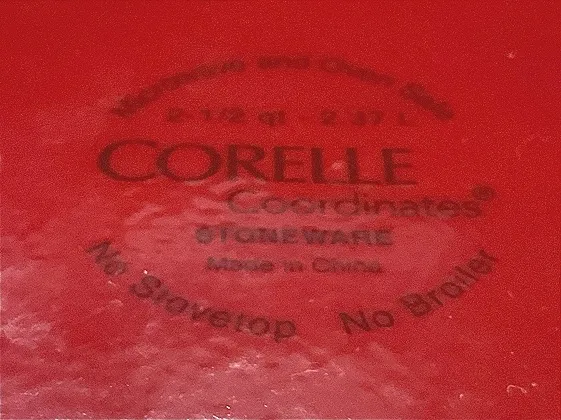 Microwave and Oven Safe
2-1/2 qt - 2.37 L
CORELLE
Coordinates®
STONEWARE
Made in China
No Stovetop No Broiler